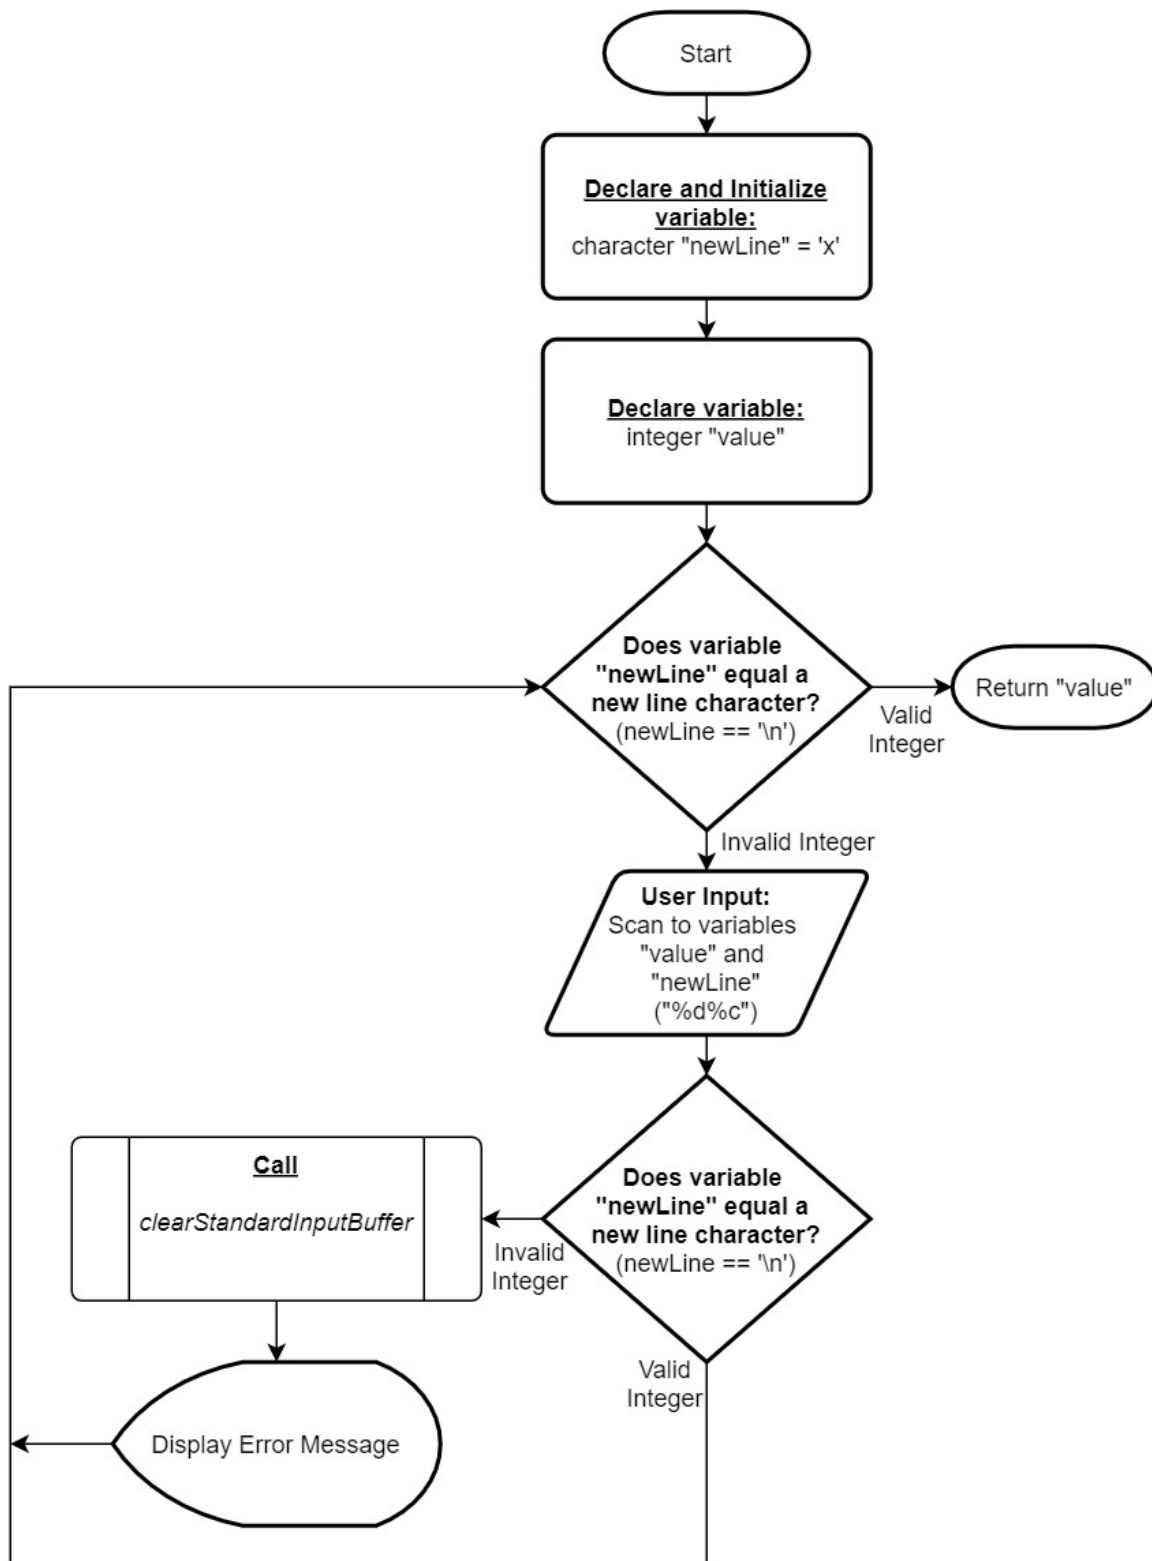 Start
Declare and Initialize
variable:
character "newLine" = 'x'
Declare variable:
integer "value"
Does variable
"newLine" equal a
new line character?
(newLine == '\n')
Valid
Integer
Return "value"
Invalid Integer
User Input:
Scan to variables
"value" and
"newLine"
("%d%c")
Does variable
"newLine" equal a
new line character?
(newLine == '\n')
Invalid
Integer
Call
clearStandardInputBuffer
Valid
Integer
Display Error Message